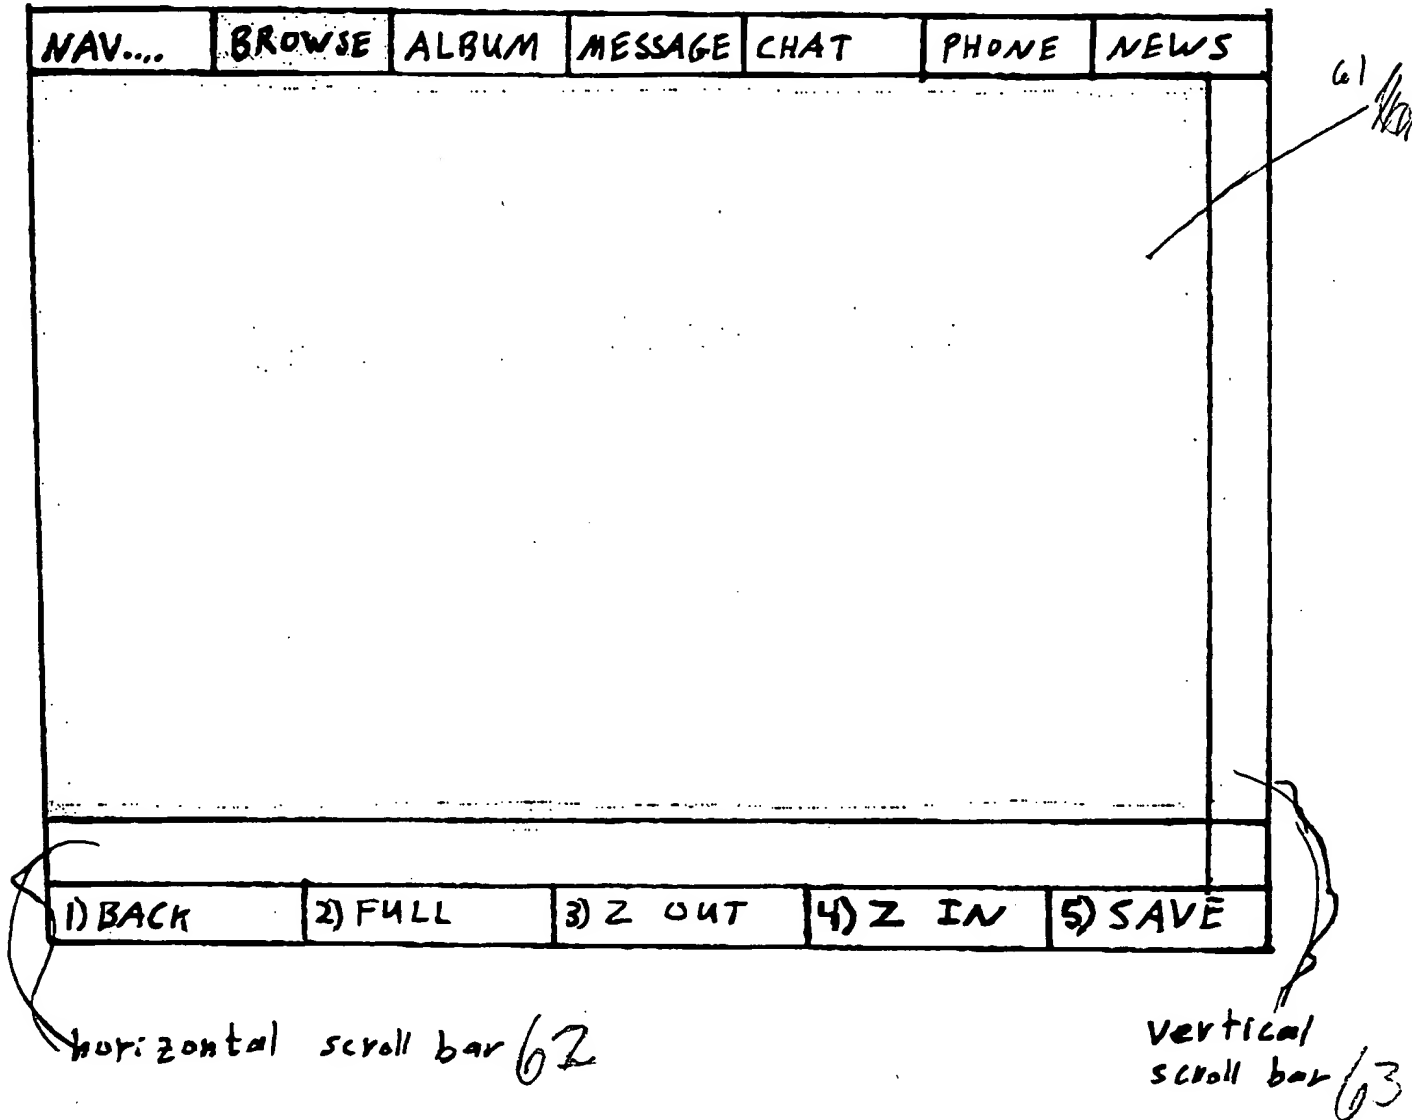 NAV.... BROWSE ALBUM MESSAGE CHAT PHONE NEWS
61
1) BACK 2) FULL 3) Z OUT 4) Z IN 5) SAVE
horizontal scroll bar 62
vertical
scroll bar 63